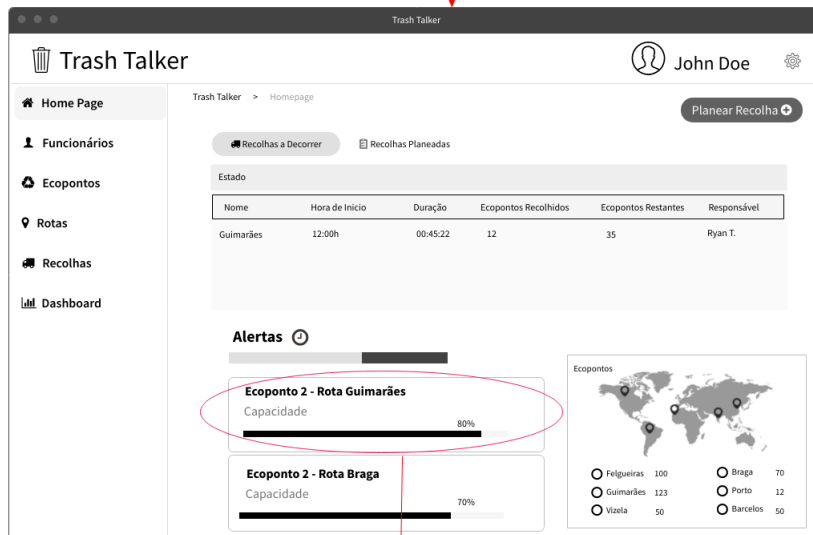 Trash Talker
Trash Talker
John Doe
Home Page
Funcionários
Ecopontos
Rotas
Recolhas
Dashboard
Trash Talker > Homepage
Planear Recolha
Recolhas a Decorrer Recolhas Planeadas
Estado
Nome Hora de Inicio Duração Ecopontos Recolhidos Ecopontos Restantes Responsável
Guimarães 12:00h 00:45:22 12 35 Ryan T.
Alertas
Ecoponto 2 - Rota Guimarães
Capacidade
80%
Ecoponto 2 - Rota Braga
Capacidade
70%
Ecopontos
Felgueiras 100 Braga 70
Guimarães 123 Porto 12
Vizela 50 Barcelos 50